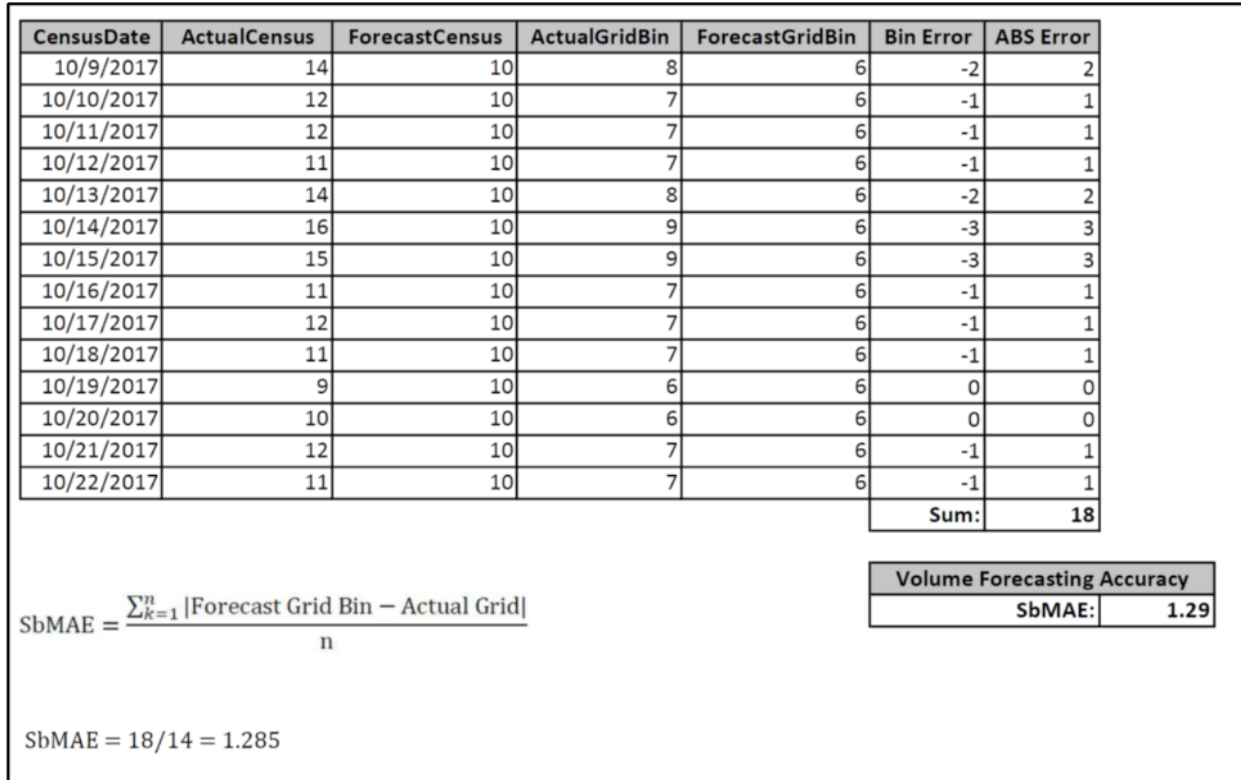 CensusDate ActualCensus ForecastCensus ActualGridBin ForecastGridBin Bin Error ABS Error
10/9/2017 14 10 8 6 -2 2
10/10/2017 12 10 7 6 -1 1
10/11/2017 12 10 7 6 -1 1
10/12/2017 11 10 7 6 -1 1
10/13/2017 14 10 8 6 -2 2
10/14/2017 16 10 9 6 -3 3
10/15/2017 15 10 9 6 -3 3
10/16/2017 11 10 7 6 -1 1
10/17/2017 12 10 7 6 -1 1
10/18/2017 11 10 7 6 -1 1
10/19/2017 9 10 6 6 0 0
10/20/2017 10 10 6 6 0 0
10/21/2017 12 10 7 6 -1 1
10/22/2017 11 10 7 6 -1 1
Sum: 18
Volume Forecasting Accuracy
SbMAE: 1.29
SbMAE = ∑ⁿₖ₌₁ |Forecast Grid Bin − Actual Grid| / n
SbMAE = 18/14 = 1.285